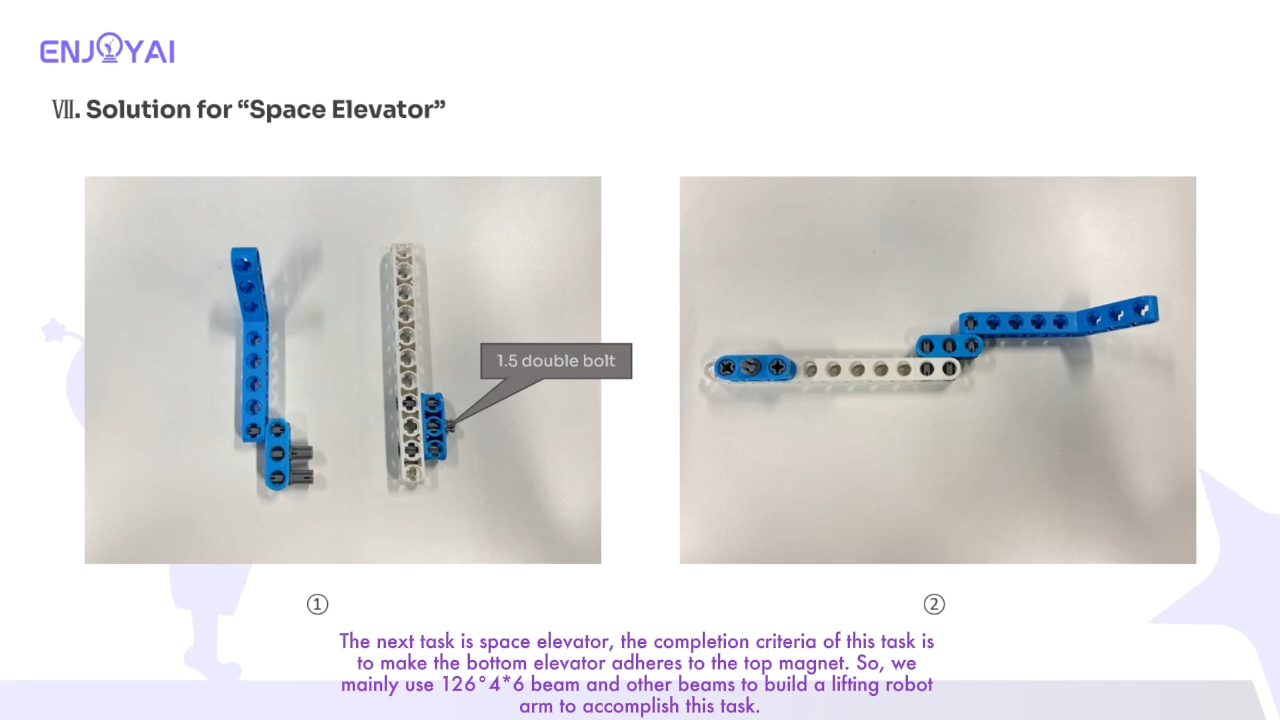 ENJOYAI
Ⅶ. Solution for “Space Elevator”
1.5 double bolt
① ②
The next task is space elevator, the completion criteria of this task is
to make the bottom elevator adheres to the top magnet. So, we
mainly use 126°4*6 beam and other beams to build a lifting robot
arm to accomplish this task.